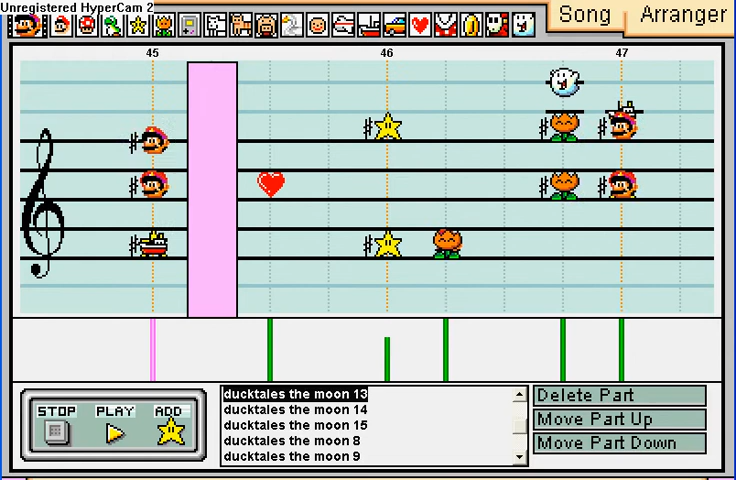 Unregistered HyperCam 2
Song
Arranger
45
46
47
STOP
PLAY
ADD
ducktales the moon 13
ducktales the moon 14
ducktales the moon 15
ducktales the moon 8
ducktales the moon 9
Delete Part
Move Part Up
Move Part Down